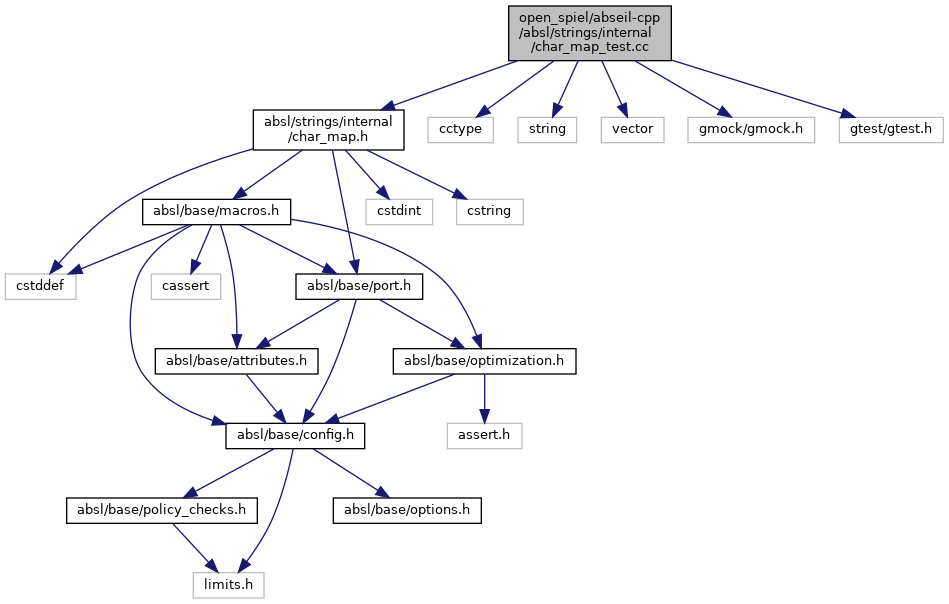 open_spiel/abseil-cpp
/absl/strings/internal
/char_map_test.cc
absl/strings/internal
/char_map.h
cctype
string
vector
gmock/gmock.h
gtest/gtest.h
absl/base/macros.h
cstdint
cstring
cstddef
cassert
absl/base/port.h
absl/base/attributes.h
absl/base/optimization.h
absl/base/config.h
assert.h
absl/base/policy_checks.h
absl/base/options.h
limits.h